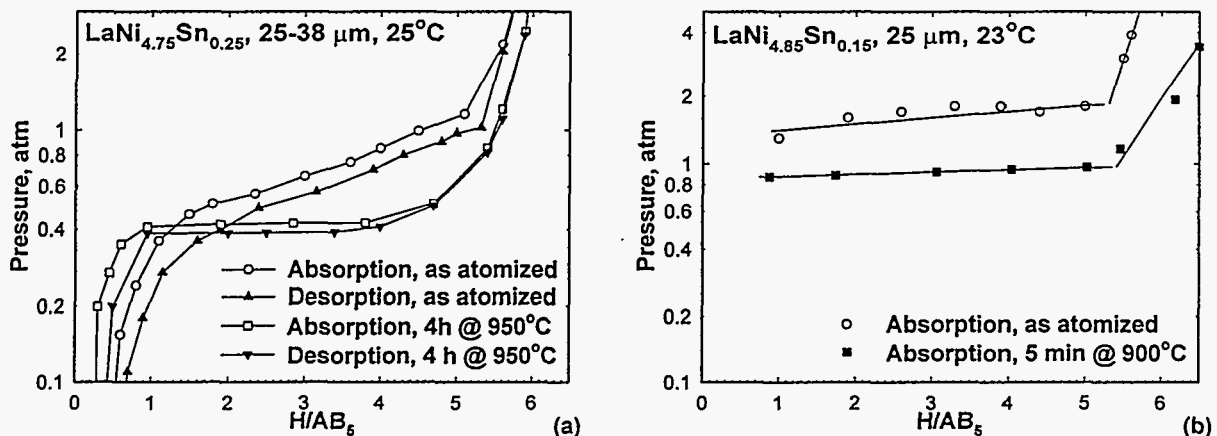 LaNi4.75Sn0.25, 25-38 μm, 25°C
2
1
0.8
0.6
0.4
0.2
0.1
Pressure, atm
Absorption, as atomized
Desorption, as atomized
Absorption, 4h @ 950°C
Desorption, 4 h @ 950°C
0 1 2 3 4 5 6
H/AB5
(a)
LaNi4.85Sn0.15, 25 μm, 23°C
4
2
1
0.8
0.6
0.4
0.2
0.1
Pressure, atm
Absorption, as atomized
Absorption, 5 min @ 900°C
0 1 2 3 4 5 6
H/AB5
(b)